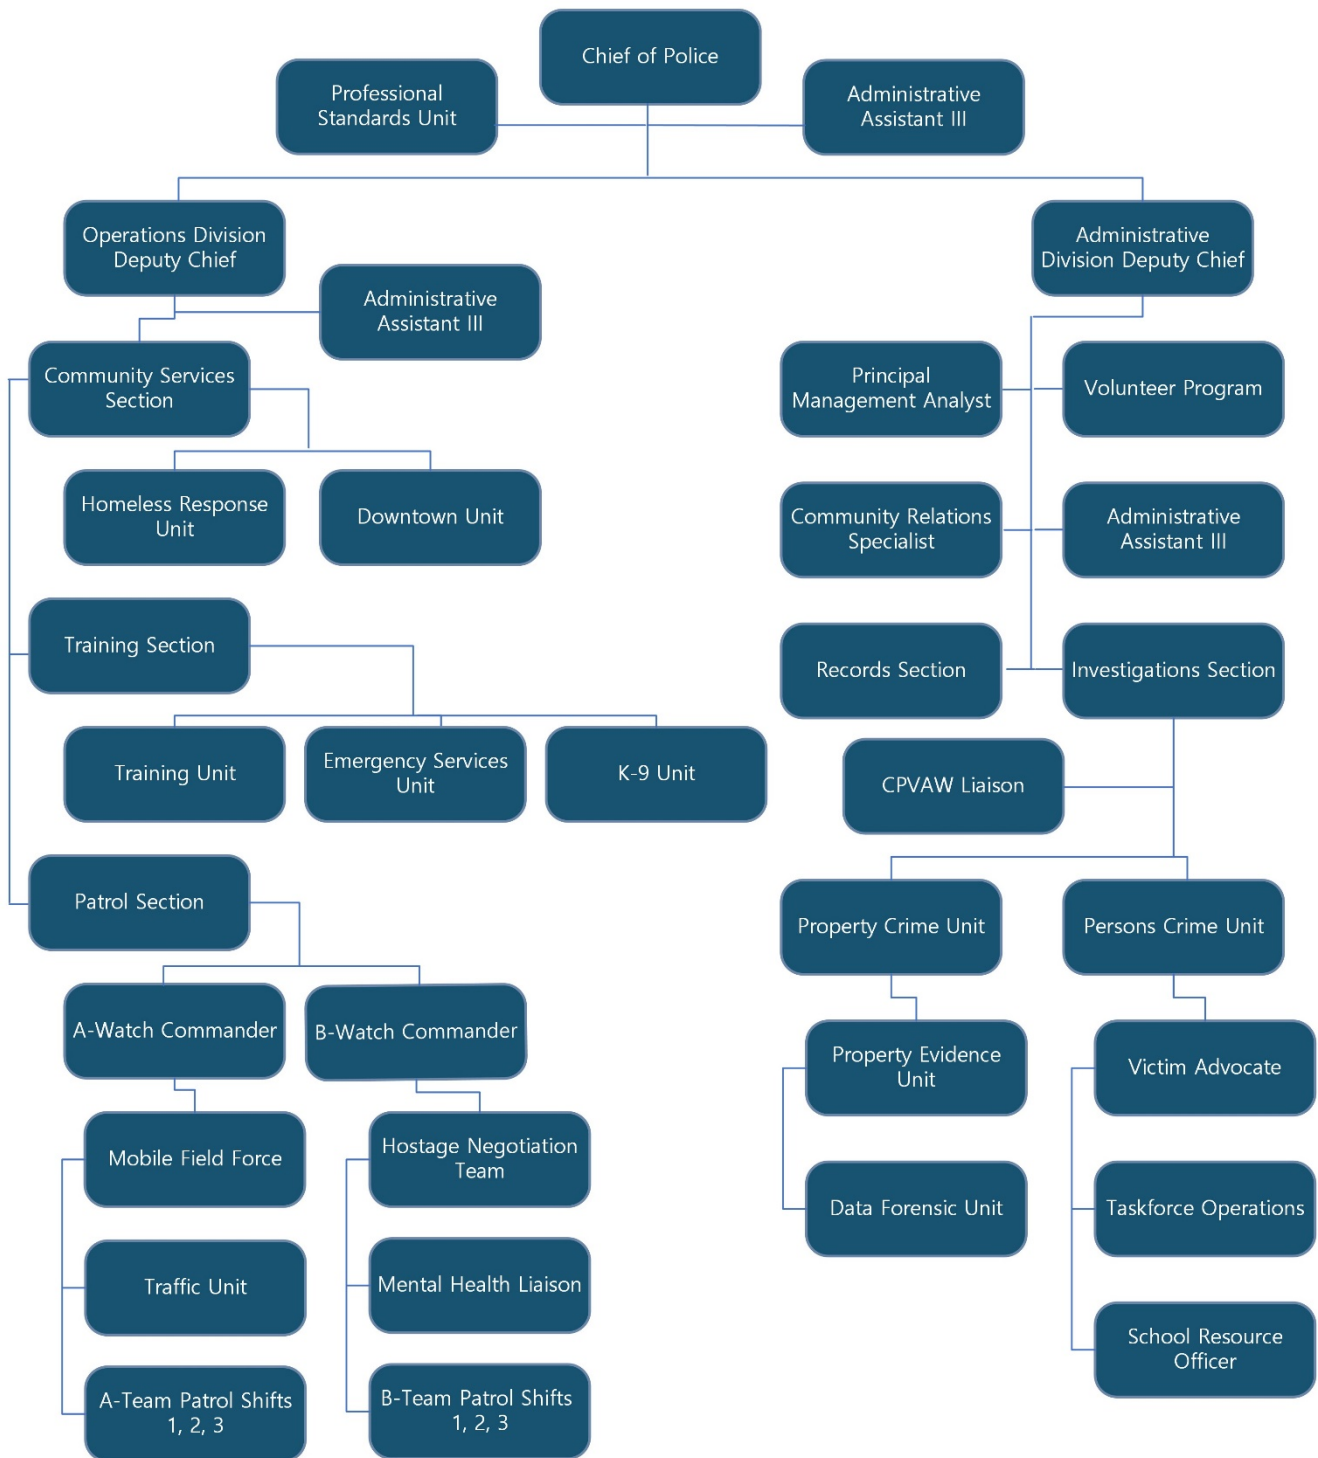 Chief of Police
Professional
Standards Unit
Administrative
Assistant III
Operations Division
Deputy Chief
Administrative
Division Deputy Chief
Administrative
Assistant III
Community Services
Section
Principal
Management Analyst
Volunteer Program
Homeless Response
Unit
Downtown Unit
Community Relations
Specialist
Administrative
Assistant III
Training Section
Records Section
Investigations Section
Training Unit
Emergency Services
Unit
K-9 Unit
CPVAW Liaison
Patrol Section
Property Crime Unit
Persons Crime Unit
A-Watch Commander
B-Watch Commander
Property Evidence
Unit
Victim Advocate
Mobile Field Force
Hostage Negotiation
Team
Data Forensic Unit
Taskforce Operations
Traffic Unit
Mental Health Liaison
School Resource
Officer
A-Team Patrol Shifts
1, 2, 3
B-Team Patrol Shifts
1, 2, 3